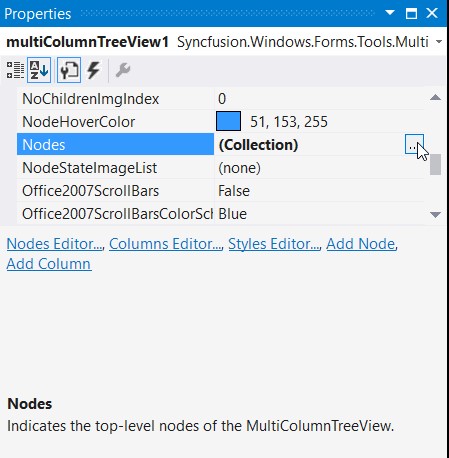 Properties
multiColumnTreeView1 Syncfusion.Windows.Forms.Tools.Multi
NoChildrenImgIndex 0
NodeHoverColor 51, 153, 255
Nodes (Collection) ...
NodeStateImageList (none)
Office2007ScrollBars False
Office2007ScrollBarsColorSch Blue
Nodes Editor..., Columns Editor..., Styles Editor..., Add Node,
Add Column
Nodes
Indicates the top-level nodes of the MultiColumnTreeView.